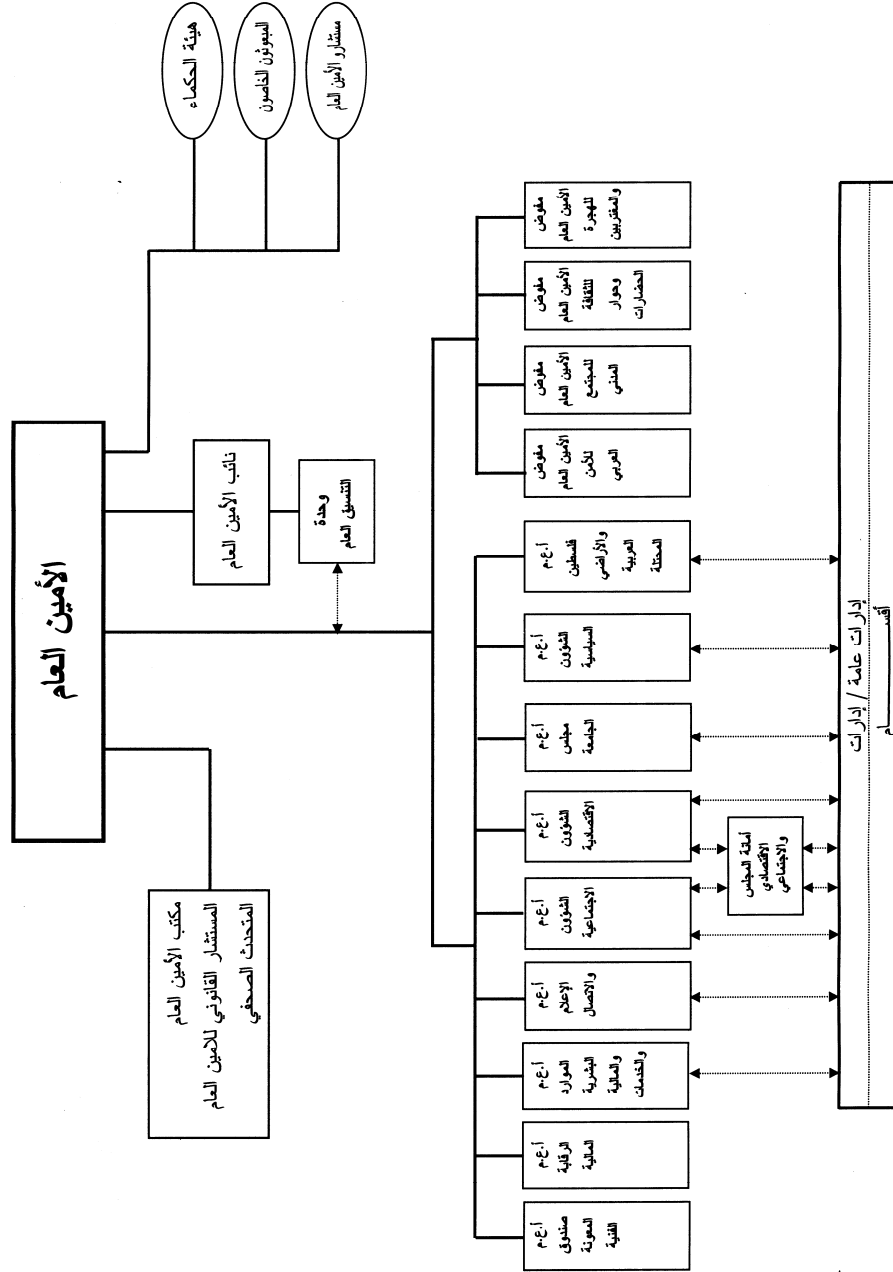 الأمين العام
هيئة الحكماء
المبعوثون الخاصون
مستشارو الأمين العام
نائب الأمين العام
وحدة
التنسيق العام
مكتب الأمين العام
المستشار القانوني للأمين العام
المتحدث الصحفي
مفوض
الأمين العام
للهجرة
والمغتربين
مفوض
الأمين العام
للثقافة
وحوار
الحضارات
مفوض
الأمين العام
للمجتمع
المدني
مفوض
الأمين العام
للأمن
العربي
أ.ع.م
فلسطين
والأراضي
العربية
المحتلة
أ.ع.م
الشؤون
السياسية
أ.ع.م
مجلس
الجامعة
أ.ع.م
الشؤون
الاقتصادية
أ.ع.م
الشؤون
الاجتماعية
أ.ع.م
الإعلام
والاتصال
أ.ع.م
الموارد
البشرية
والمالية
والخدمات
أ.ع.م
الرقابة
المالية
أ.ع.م
صندوق
المعونة
الفنية
أمانة المجلس
الاقتصادي
والاجتماعي
إدارات عامة / إدارات
أقســـــــام